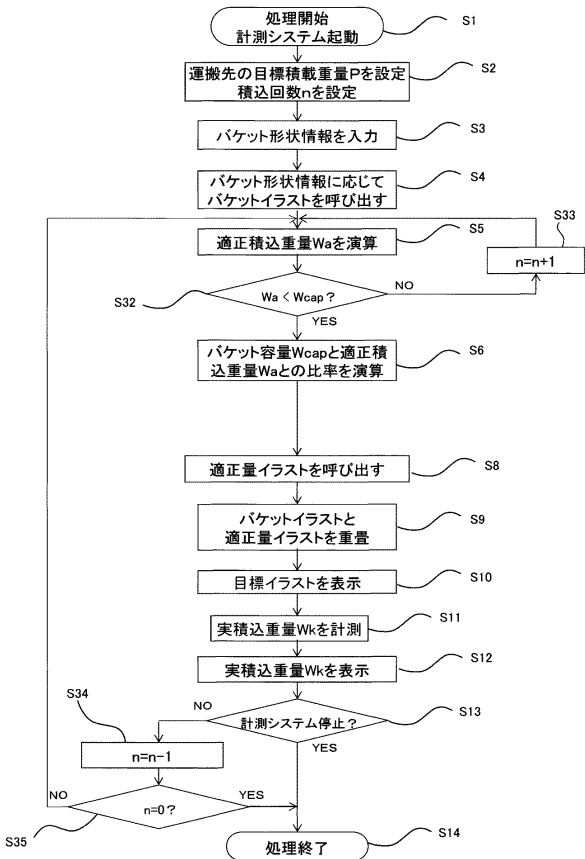 処理開始
計測システム起動
S1
運搬先の目標積載重量Pを設定
積込回数nを設定
S2
バケット形状情報を入力
S3
バケット形状情報に応じて
バケットイラストを呼び出す
S4
適正積込重量Waを演算
S5
S33
n=n+1
Wa < Wcap?
S32
NO
YES
バケット容量Wcapと適正積
込重量Waとの比率を演算
S6
適正量イラストを呼び出す
S8
バケットイラストと
適正量イラストを重畳
S9
目標イラストを表示
S10
実積込重量Wkを計測
S11
実積込重量Wkを表示
S12
計測システム停止?
S13
NO
YES
S34
n=n-1
n=0?
NO
YES
S35
処理終了
S14